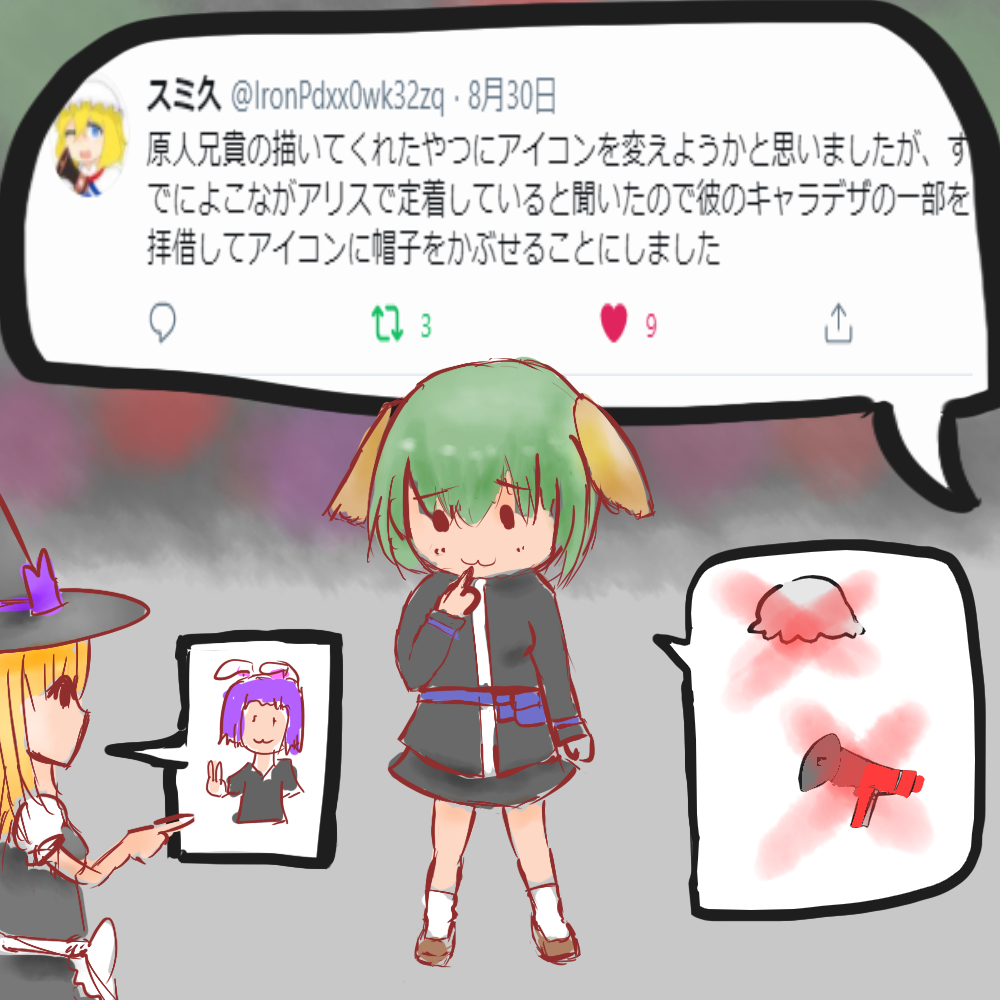 スミ久 @IronPdxx0wk32zq · 8月30日
原人兄貴の描いてくれたやつにアイコンを変えようかと思いましたが、す
でによこながアリスで定着していると聞いたので彼のキャラデザの一部を
拝借してアイコンに帽子をかぶせることにしました
3 9